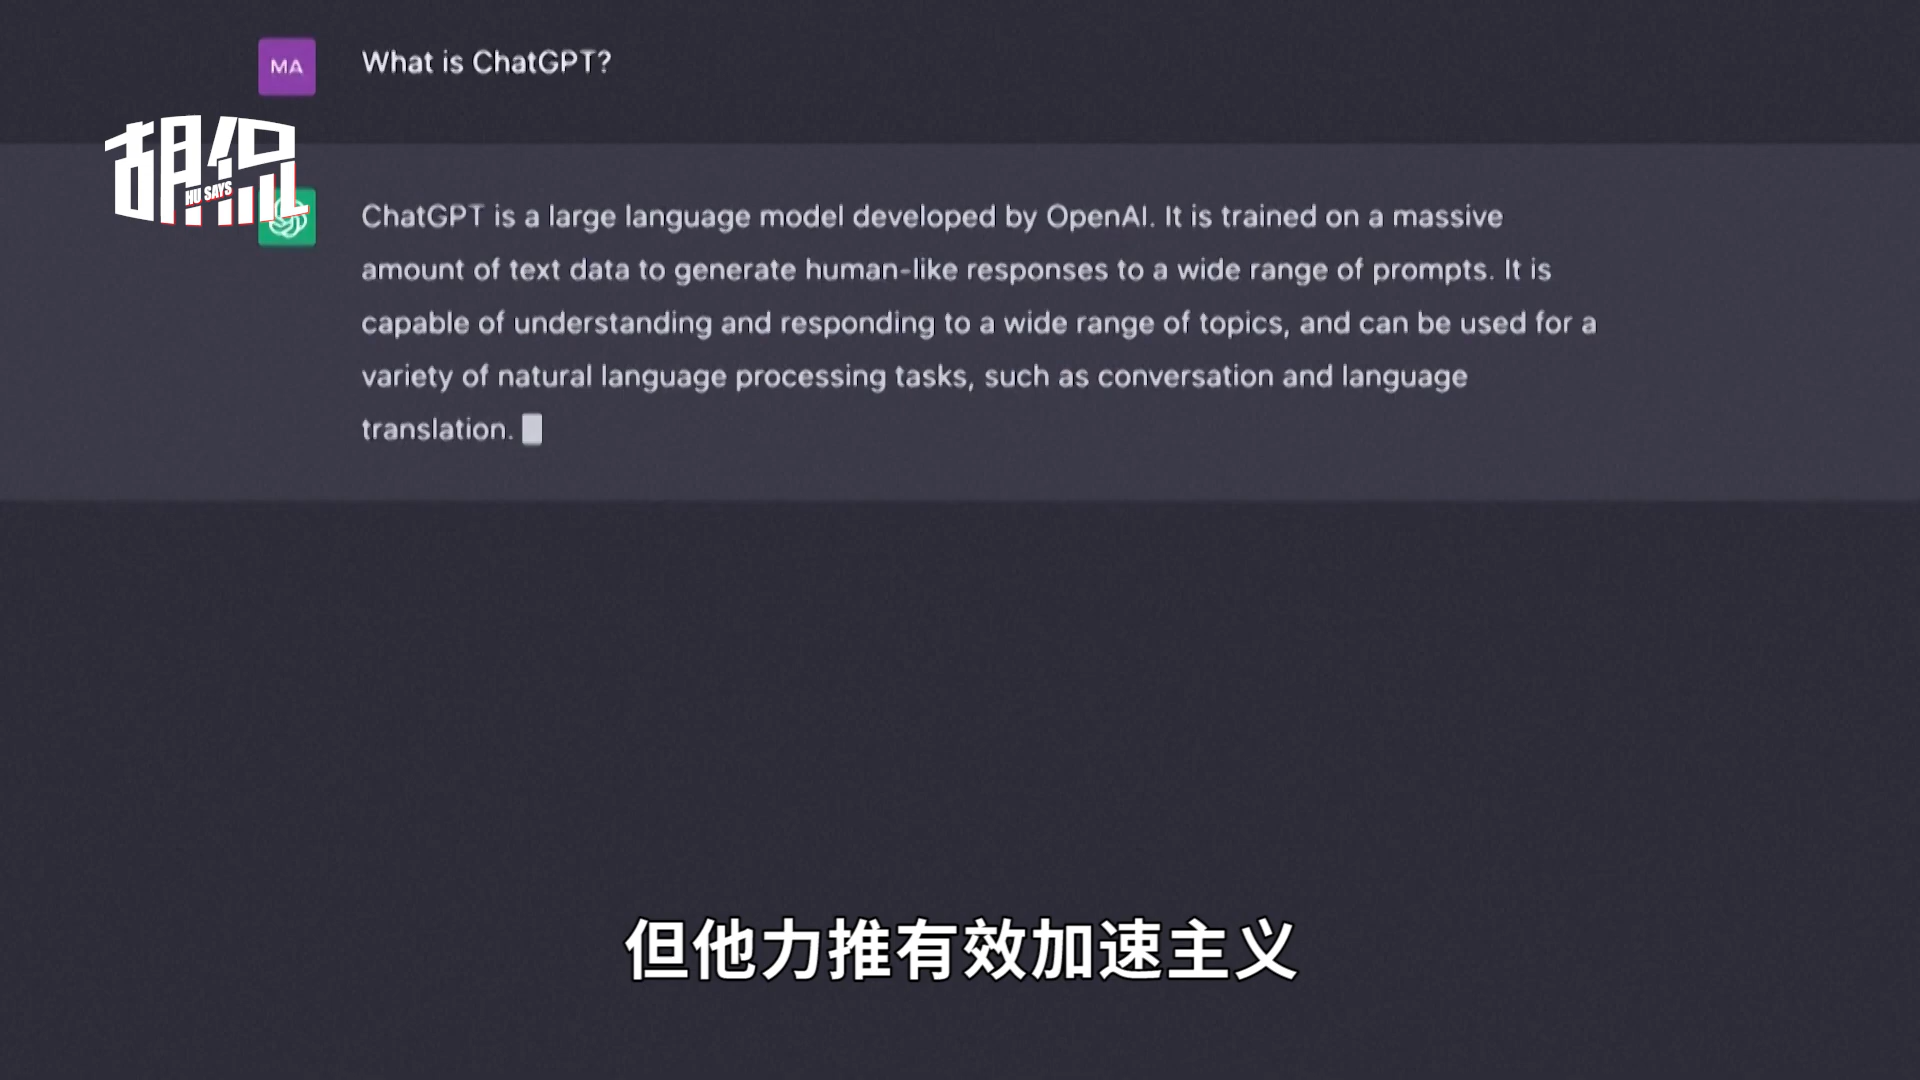 MA
What is ChatGPT?
胡侃
HU SAYS
ChatGPT is a large language model developed by OpenAI. It is trained on a massive
amount of text data to generate human-like responses to a wide range of prompts. It is
capable of understanding and responding to a wide range of topics, and can be used for a
variety of natural language processing tasks, such as conversation and language
translation.
但他力推有效加速主义